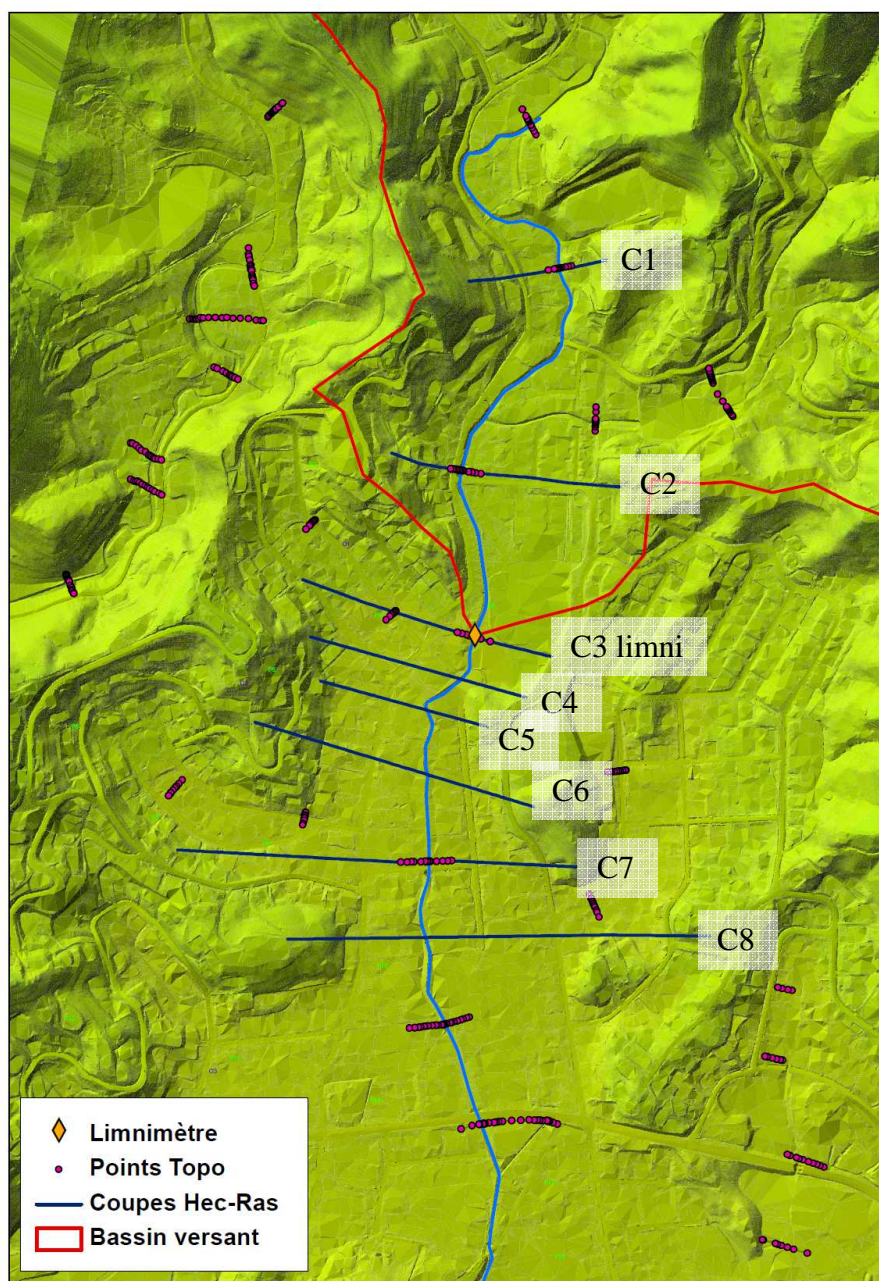 C1
C2
C3 limni
C4
C5
C6
C7
C8
Limnimètre
Points Topo
Coupes Hec-Ras
Bassin versant